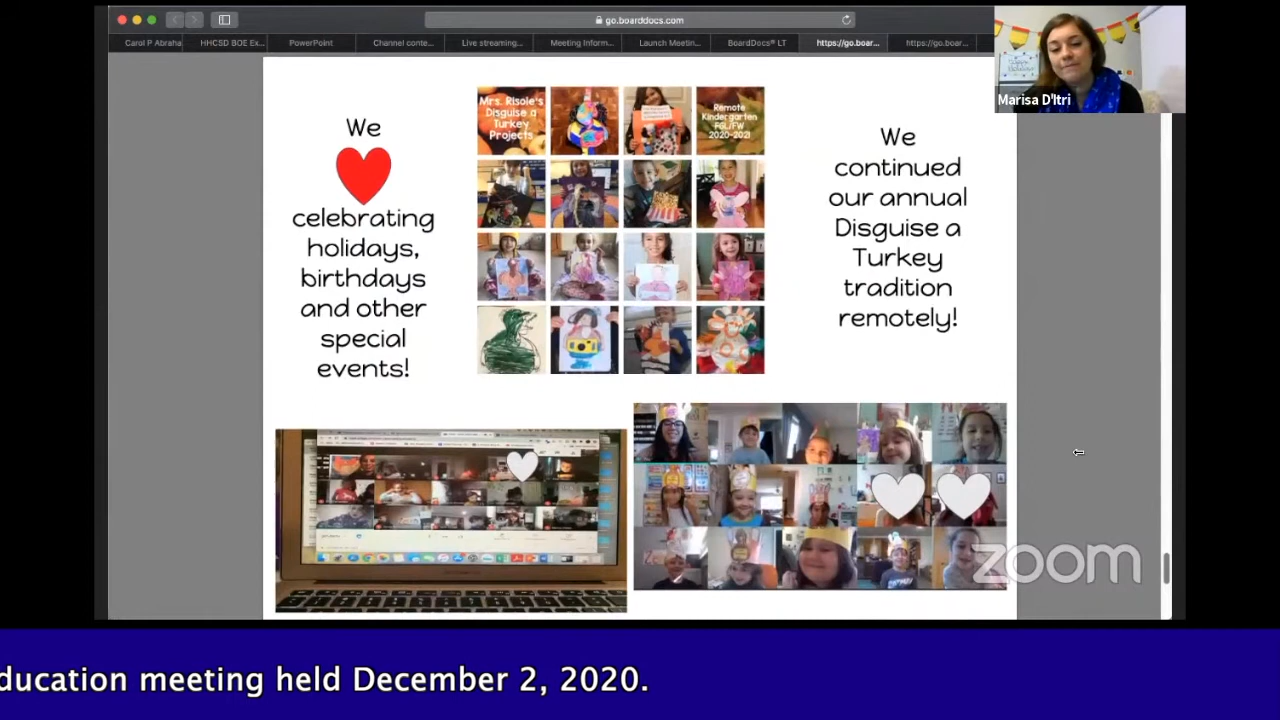 go.boarddocs.com
Carol P Abraha
HHCSD BOE Ex...
PowerPoint
Channel conte...
Live streaming...
Meeting Inform...
Launch Meetin...
BoardDocs® LT
https://go.boar...
https://go.boar...
Marisa D'Itri
We
celebrating
holidays,
birthdays
and other
special
events!
Mrs. Risole's
Disguise a
Turkey
Projects
Remote
Kindergarten
FGL/FW
2020-2021
We
continued
our annual
Disguise a
Turkey
tradition
remotely!
zoom
ducation meeting held December 2, 2020.